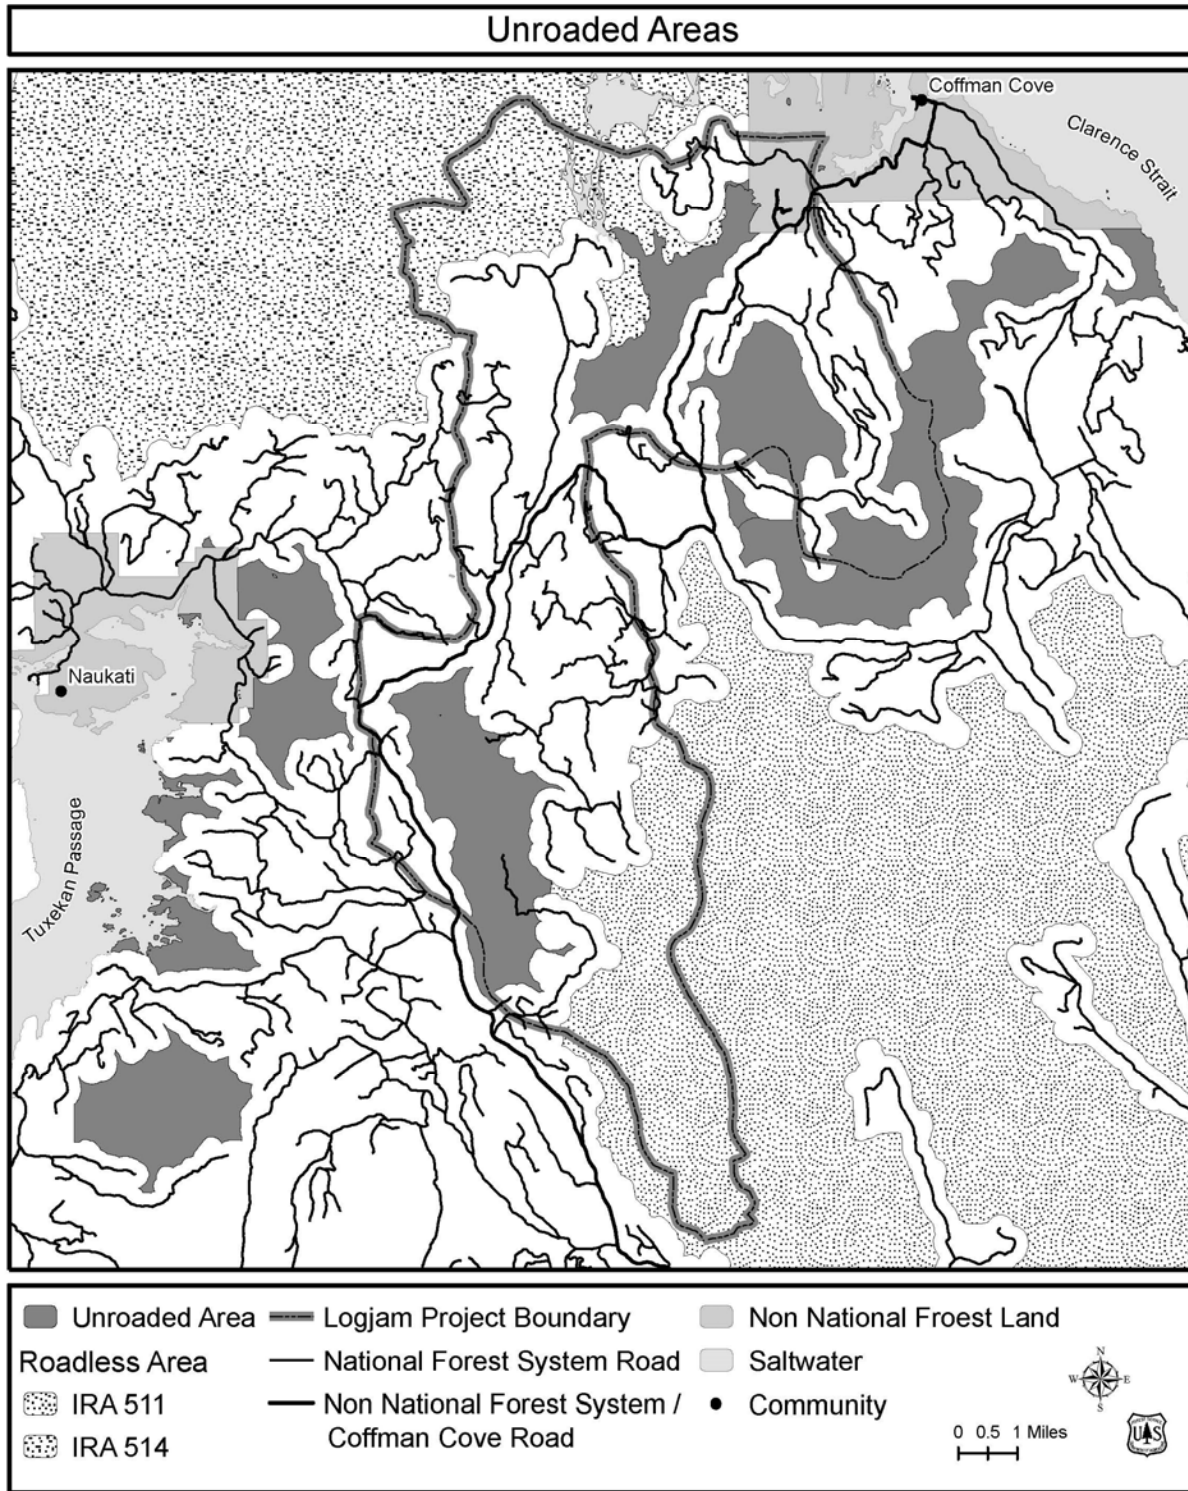 Unroaded Areas
Coffman Cove
Clarence Strait
Naukati
Tuxekan Passage
Unroaded Area
Logjam Project Boundary
Non National Froest Land
Roadless Area
National Forest System Road
Saltwater
IRA 511
Non National Forest System /
Coffman Cove Road
Community
IRA 514
N
W E
S
0 0.5 1 Miles
U S